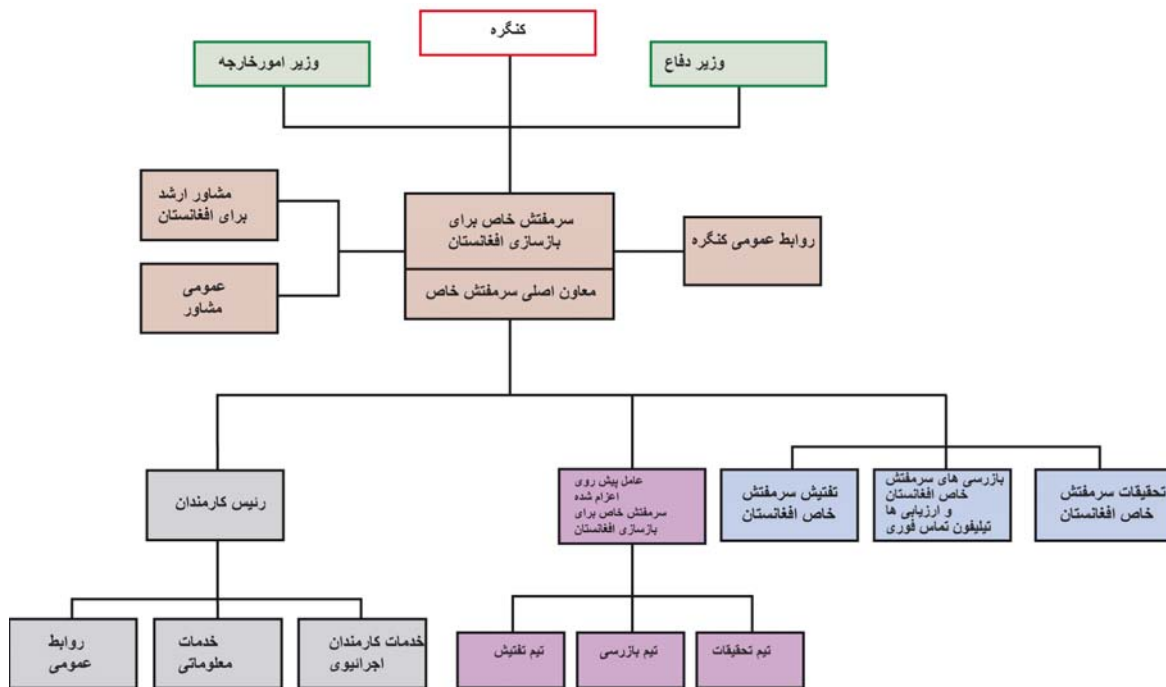 کنگره
وزیر دفاع
وزیر امورخارجه
مشاور ارشد
برای افغانستان
سرمفتش خاص برای
بازسازی افغانستان
روابط عمومی کنگره
معاون اصلی سرمفتش خاص
عمومی
مشاور
تحقیقات سرمفتش
خاص افغانستان
بازرسی های سرمفتش
خاص افغانستان
و ارزیابی ها
تیلیفون تماس فوری
تفتیش سرمفتش
خاص افغانستان
عامل پیش روی
اعزام شده
سرمفتش خاص برای
بازسازی افغانستان
رئیس کارمندان
تیم تحقیقات
تیم بازرسی
تیم تفتیش
خدمات کارمندان
اجرائیوی
خدمات
معلوماتی
روابط
عمومی